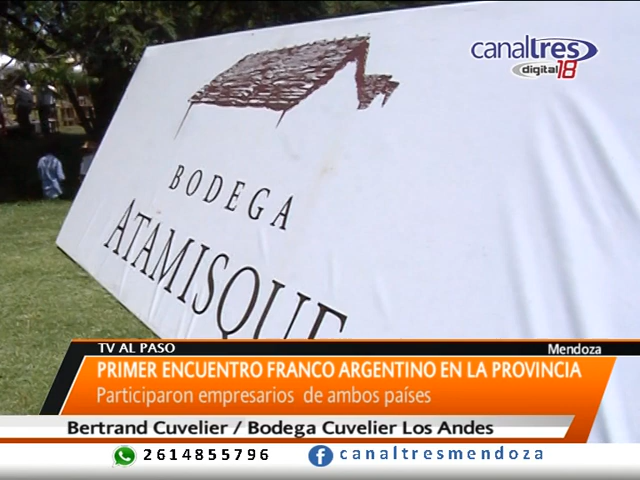 canaltres
digital 18
BODEGA
ATAMISQUE
TV AL PASO
Mendoza
PRIMER ENCUENTRO FRANCO ARGENTINO EN LA PROVINCIA
Participaron empresarios de ambos países
Bertrand Cuvelier / Bodega Cuvelier Los Andes
2614855796
canaltresmendoza